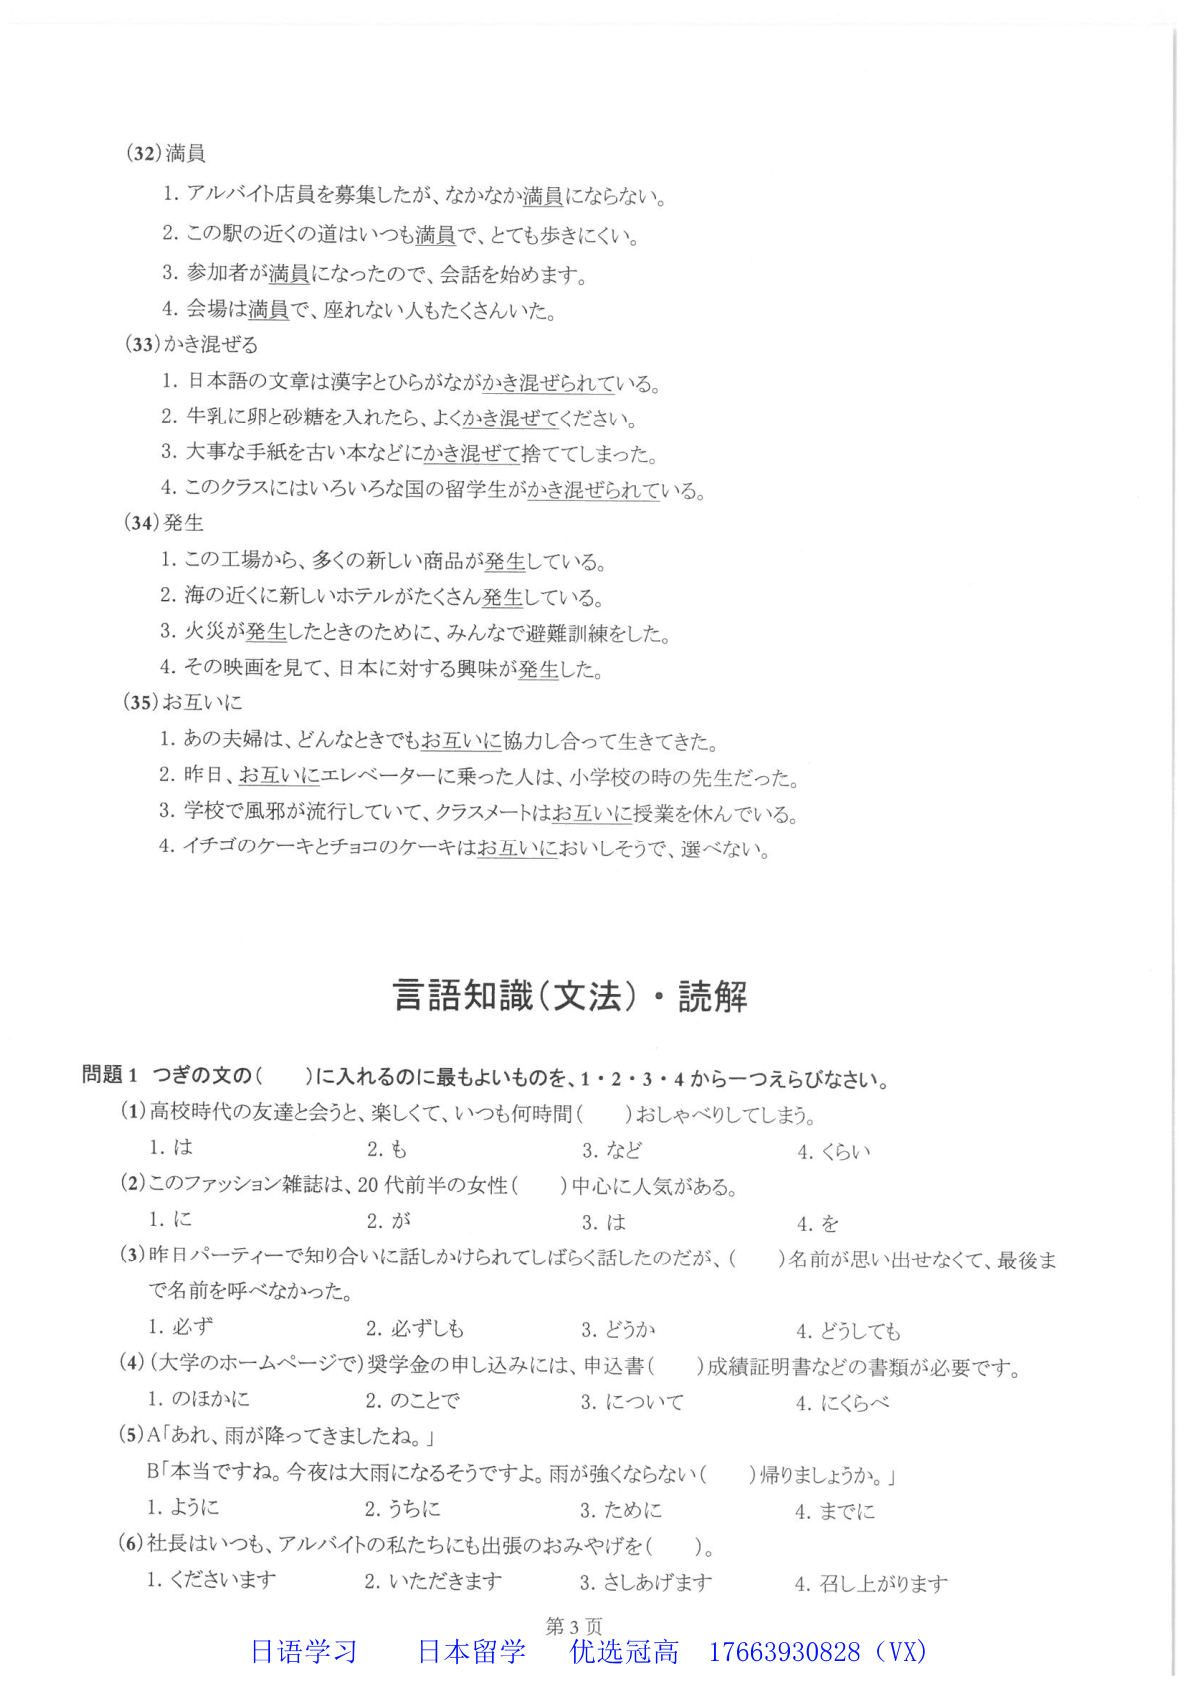 (32)満員
1. アルバイト店員を募集したが、なかなか満員にならない。
2. この駅の近くの道はいつも満員で、とても歩きにくい。
3. 参加者が満員になったので、会話を始めます。
4. 会場は満員で、座れない人もたくさんいた。
(33)かき混ぜる
1. 日本語の文章は漢字とひらがながかき混ぜられている。
2. 牛乳に卵と砂糖を入れたら、よくかき混ぜてください。
3. 大事な手紙を古い本などにかき混ぜて捨ててしまった。
4. このクラスにはいろいろな国の留学生がかき混ぜられている。
(34)発生
1. この工場から、多くの新しい商品が発生している。
2. 海の近くに新しいホテルがたくさん発生している。
3. 火災が発生したときのために、みんなで避難訓練をした。
4. その映画を見て、日本に対する興味が発生した。
(35)お互いに
1. あの夫婦は、どんなときでもお互いに協力し合って生きてきた。
2. 昨日、お互いにエレベーターに乗った人は、小学校の時の先生だった。
3. 学校で風邪が流行していて、クラスメートはお互いに授業を休んでいる。
4. イチゴのケーキとチョコのケーキはお互いにおいしそうで、選べない。
言語知識(文法)・読解
問題1 つぎの文の(　　)に入れるのに最もよいものを、1・2・3・4から一つえらびなさい。
(1)高校時代の友達と会うと、楽しくて、いつも何時間(　　)おしゃべりしてしまう。
1. は 2. も 3. など 4. くらい
(2)このファッション雑誌は、20代前半の女性(　　)中心に人気がある。
1. に 2. が 3. は 4. を
(3)昨日パーティーで知り合いに話しかけられてしばらく話したのだが、(　　)名前が思い出せなくて、最後ま
で名前を呼べなかった。
1. 必ず 2. 必ずしも 3. どうか 4. どうしても
(4)(大学のホームページで)奨学金の申し込みには、申込書(　　)成績証明書などの書類が必要です。
1. のほかに 2. のことで 3. について 4. にくらべ
(5)A「あれ、雨が降ってきましたね。」
B「本当ですね。今夜は大雨になるそうですよ。雨が強くならない(　　)帰りましょうか。」
1. ように 2. うちに 3. ために 4. までに
(6)社長はいつも、アルバイトの私たちにも出張のおみやげを(　　)。
1. くださいます 2. いただきます 3. さしあげます 4. 召し上がります
第 3 页
日语学习 日本留学 优选冠高 17663930828（VX)